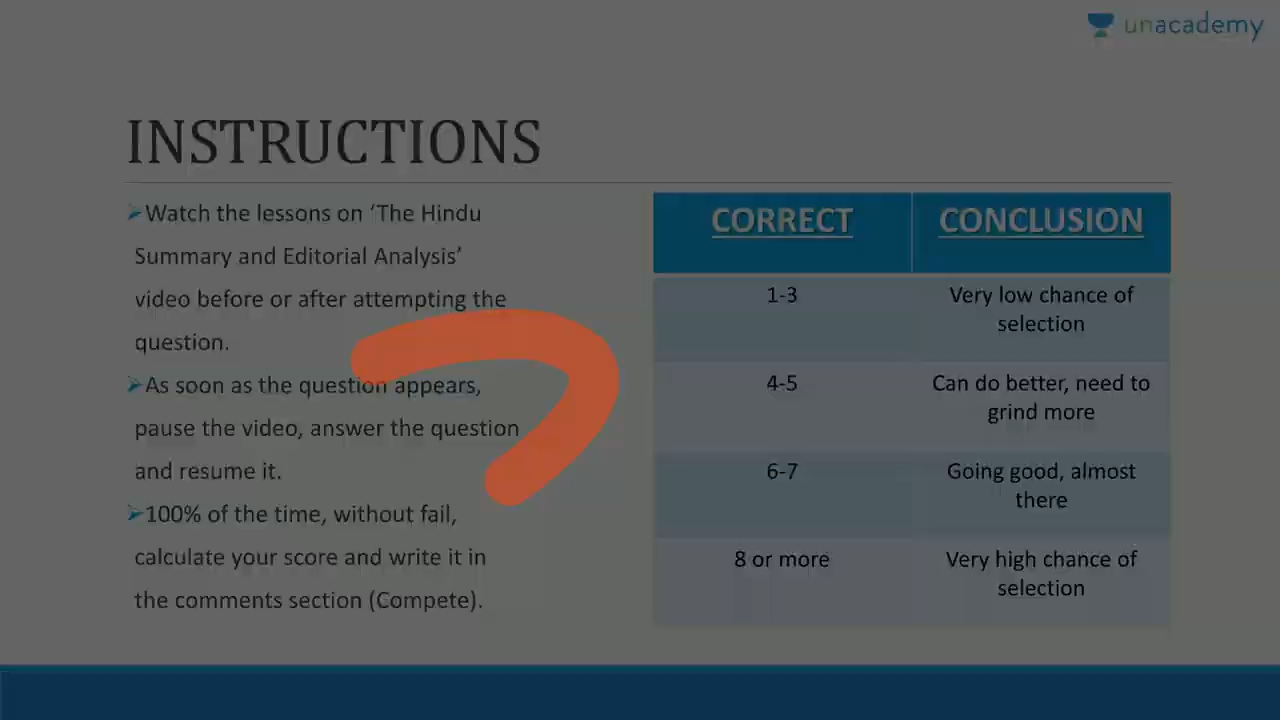 unacademy
INSTRUCTIONS
Watch the lessons on ‘The Hindu
Summary and Editorial Analysis’
video before or after attempting the
question.
As soon as the question appears,
pause the video, answer the question
and resume it.
100% of the time, without fail,
calculate your score and write it in
the comments section (Compete).
CORRECT CONCLUSION
1-3 Very low chance of
selection
4-5 Can do better, need to
grind more
6-7 Going good, almost
there
8 or more Very high chance of
selection